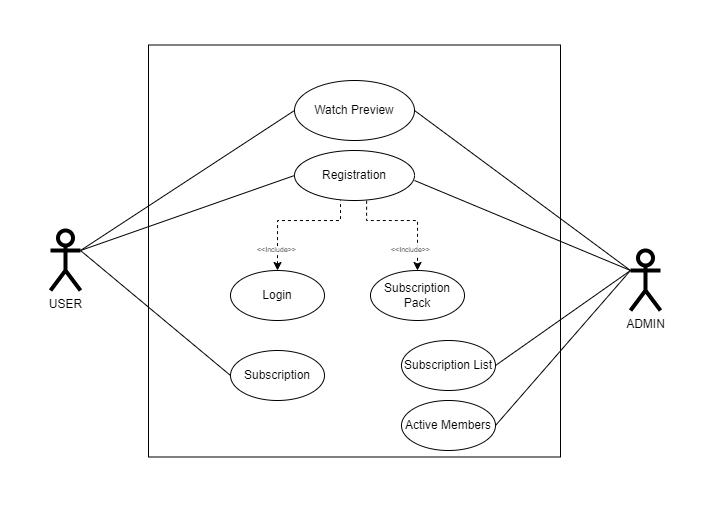 Watch Preview
Registration
<<Include>>
<<Include>>
Login
Subscription
Pack
USER
ADMIN
Subscription List
Subscription
Active Members